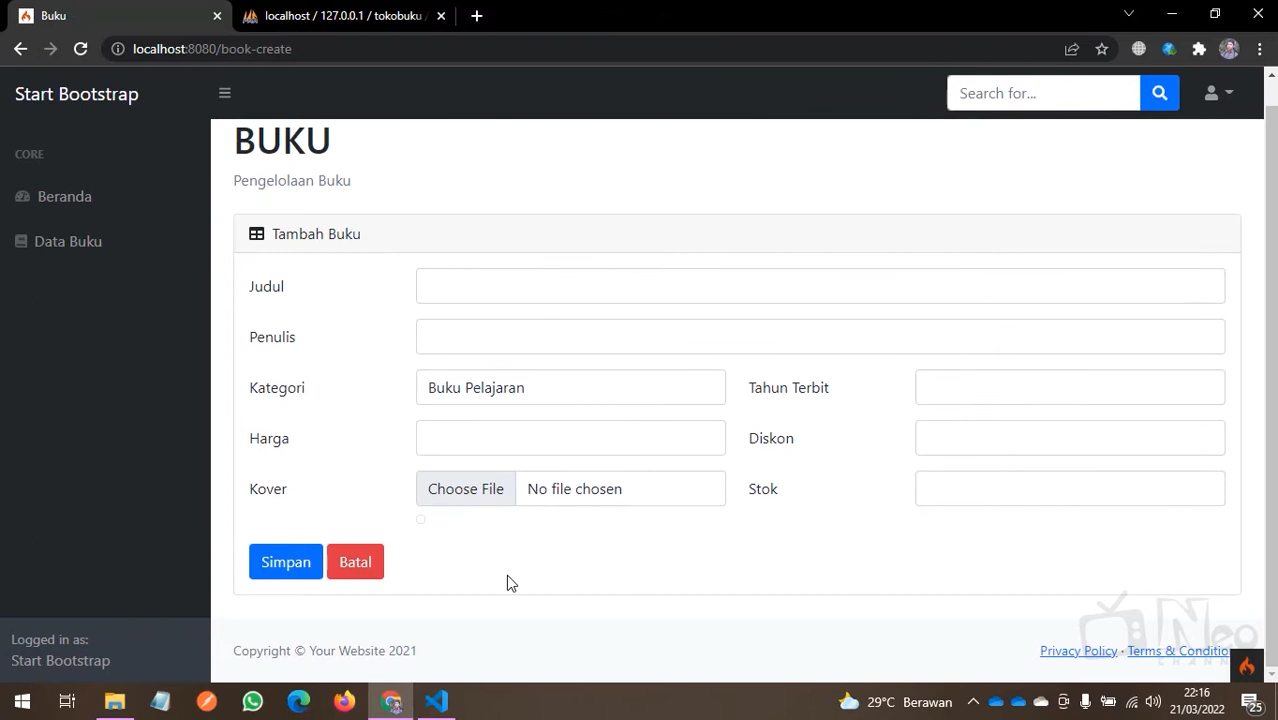 Buku
localhost / 127.0.0.1 / tokobuku /
localhost:8080/book-create
Start Bootstrap
Search for...
CORE
Beranda
Data Buku
BUKU
Pengelolaan Buku
Tambah Buku
Judul
Penulis
Kategori Buku Pelajaran Tahun Terbit
Harga Diskon
Kover Choose File No file chosen Stok
Simpan Batal
Logged in as:
Start Bootstrap
Copyright © Your Website 2021
Privacy Policy · Terms & Conditio
Neo
CHANNEL
29°C Berawan
22:16
21/03/2022
25